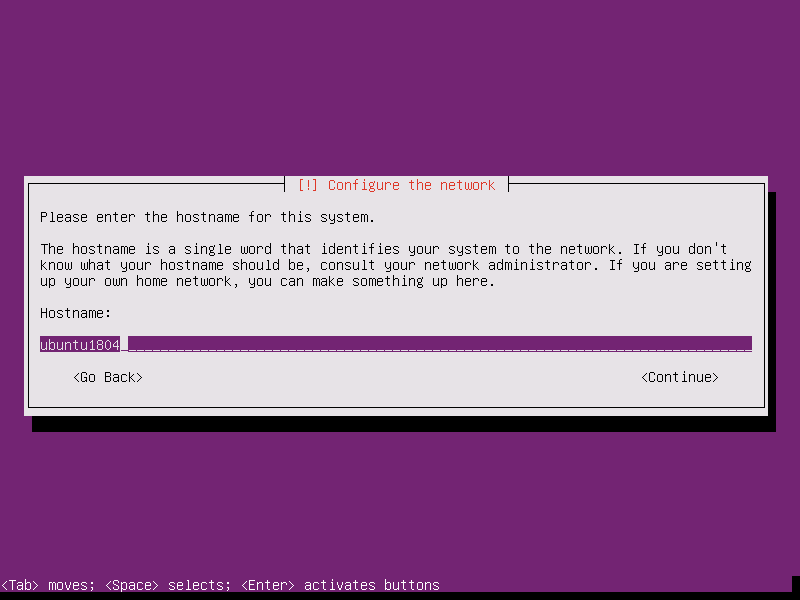 [!] Configure the network
Please enter the hostname for this system.
The hostname is a single word that identifies your system to the network. If you don't
know what your hostname should be, consult your network administrator. If you are setting
up your own home network, you can make something up here.
Hostname:
ubuntu1804
<Go Back> <Continue>
<Tab> moves; <Space> selects; <Enter> activates buttons